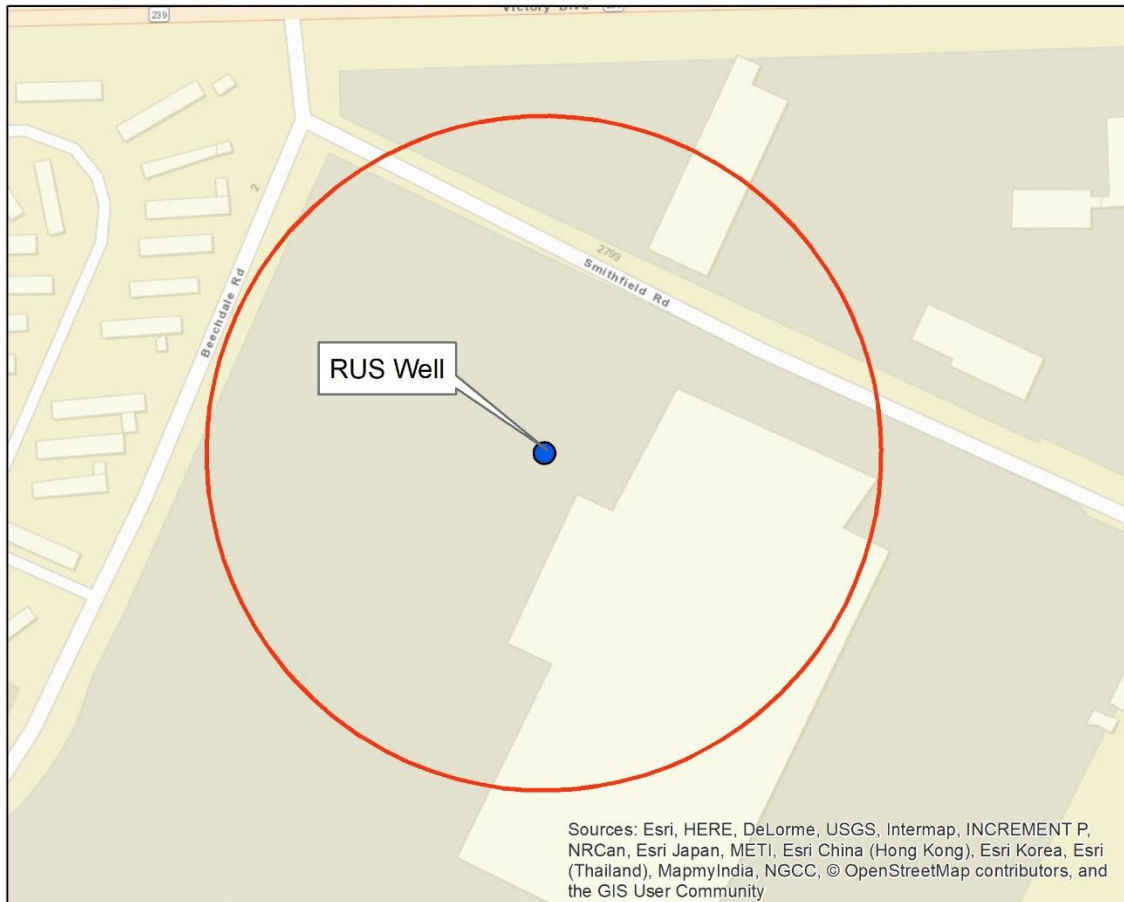 239
Victory Blvd
2
Beechdale Rd
2799
Smithfield Rd
RUS Well
Sources: Esri, HERE, DeLorme, USGS, Intermap, INCREMENT P,
NRCan, Esri Japan, METI, Esri China (Hong Kong), Esri Korea, Esri
(Thailand), MapmyIndia, NGCC, © OpenStreetMap contributors, and
the GIS User Community